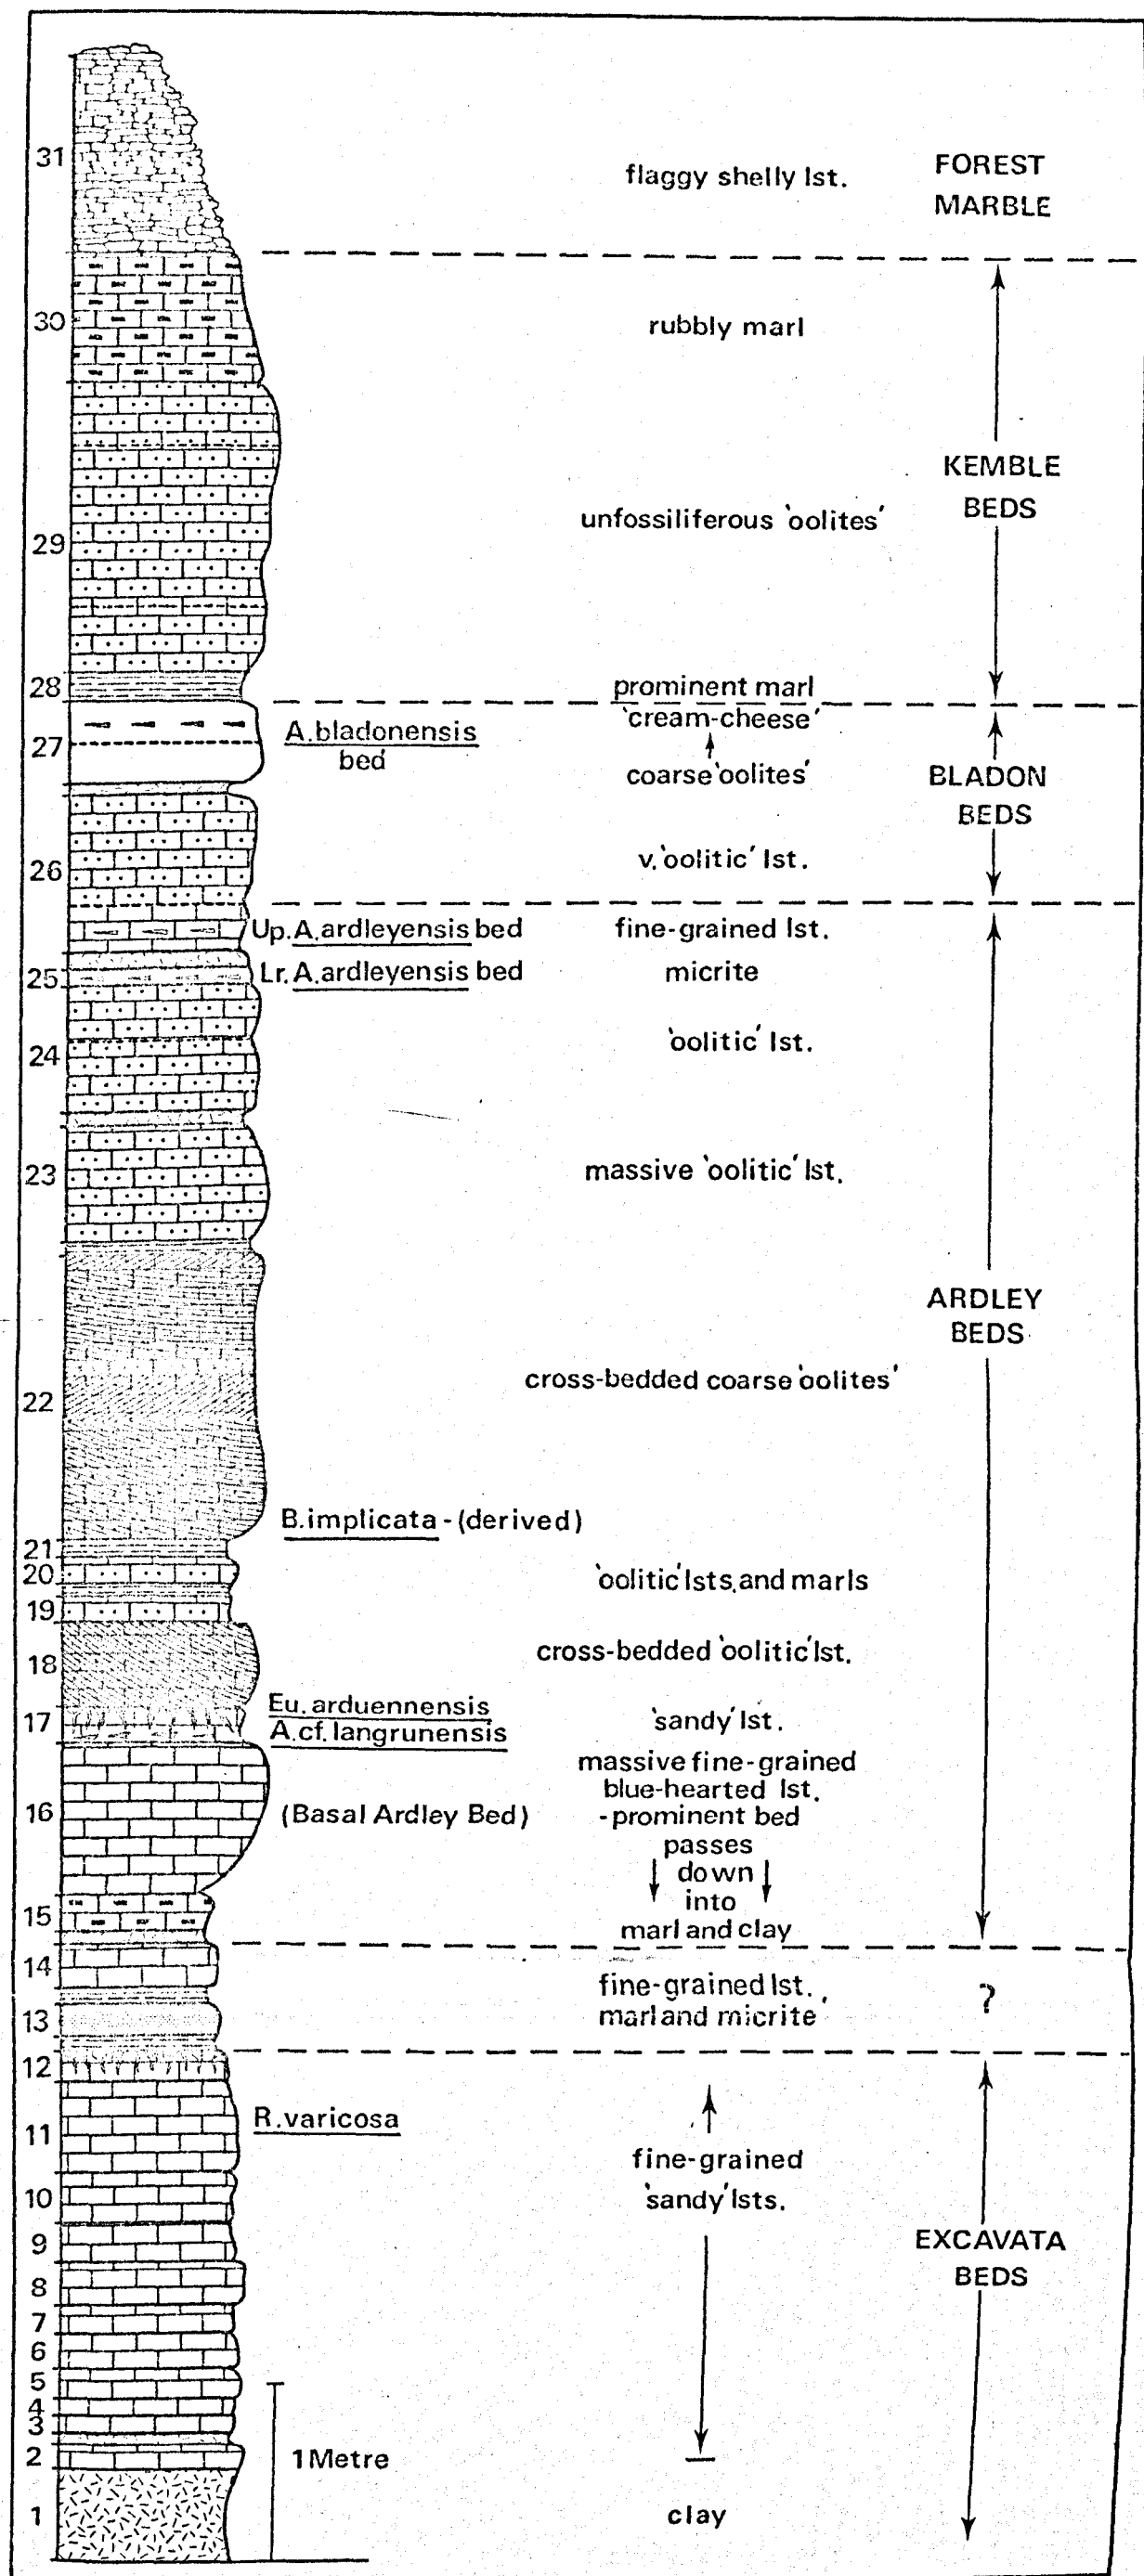 31
flaggy shelly lst.
FOREST
MARBLE
30
rubbly marl
KEMBLE
BEDS
29
unfossiliferous 'oolites'
28
prominent marl
'cream-cheese'
27
A.bladonensis
bed
coarse 'oolites'
BLADON
BEDS
26
v.'oolitic' lst.
Up.A.ardleyensis bed
fine-grained lst.
25
Lr.A.ardleyensis bed
micrite
24
'oolitic' lst.
23
massive 'oolitic' lst.
ARDLEY
BEDS
22
cross-bedded coarse 'oolites'
B.implicata - (derived)
21
20
'oolitic' lsts.and marls
19
18
cross-bedded 'oolitic' lst.
Eu.arduennensis
17
'sandy' lst.
A.cf.langrunensis
massive fine-grained
blue-hearted lst.
16
(Basal Ardley Bed)
-prominent bed
passes
down
into
15
marl and clay
14
fine-grained lst.,
marl and micrite
?
13
12
11
R.varicosa
fine-grained
'sandy' lsts.
10
9
EXCAVATA
BEDS
8
7
6
5
4
3
2
1 Metre
1
clay